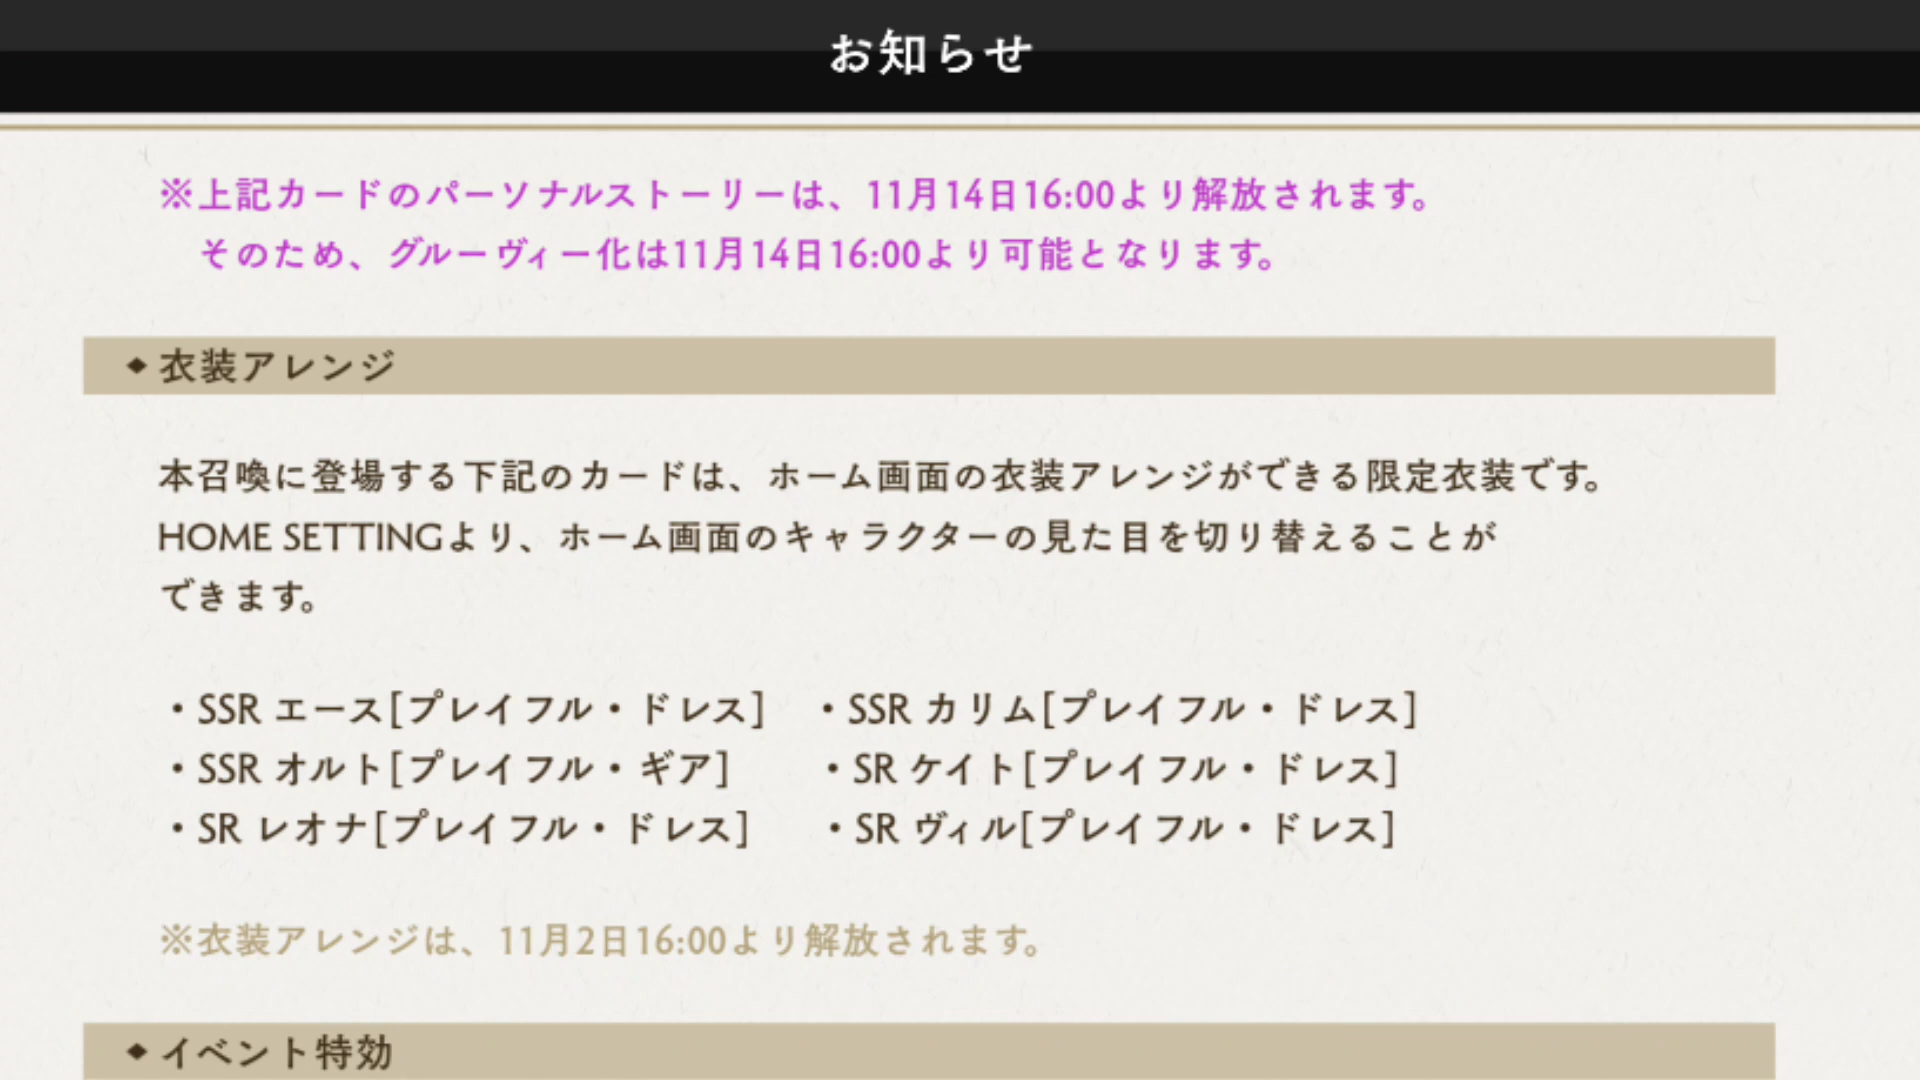 お知らせ
※上記カードのパーソナルストーリーは、11月14日16:00より解放されます。
そのため、グルーヴィー化は11月14日16:00より可能となります。
◆衣装アレンジ
本召喚に登場する下記のカードは、ホーム画面の衣装アレンジができる限定衣装です。
HOME SETTINGより、ホーム画面のキャラクターの見た目を切り替えることが
できます。
・SSR エース[プレイフル・ドレス] ・SSR カリム[プレイフル・ドレス]
・SSR オルト[プレイフル・ギア] ・SR ケイト[プレイフル・ドレス]
・SR レオナ[プレイフル・ドレス] ・SR ヴィル[プレイフル・ドレス]
※衣装アレンジは、11月2日16:00より解放されます。
◆イベント特効